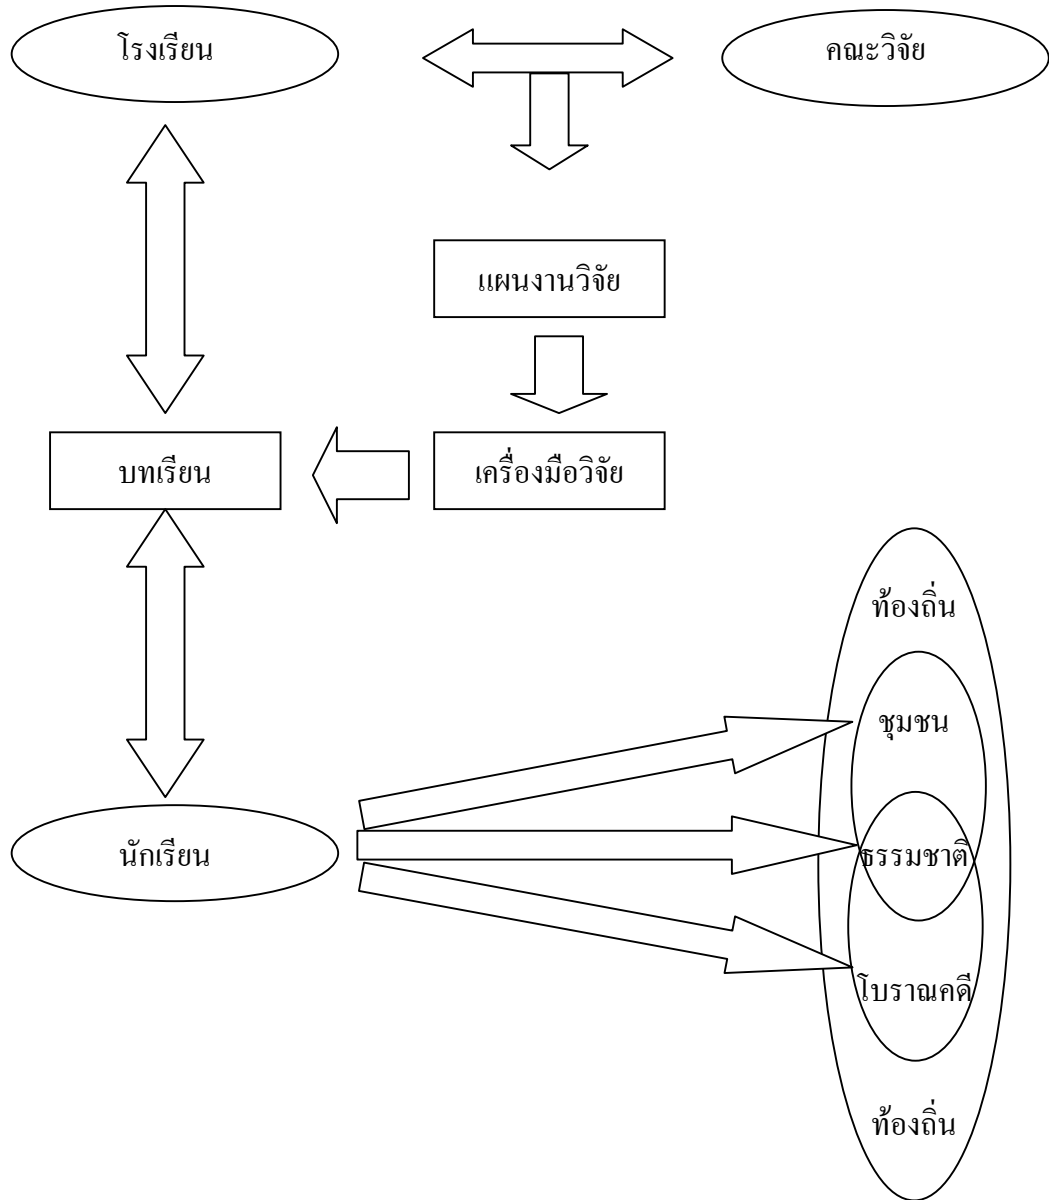 โรงเรียน
คณะวิจัย
แผนงานวิจัย
บทเรียน
เครื่องมือวิจัย
ท้องถิ่น
ชุมชน
นักเรียน
ธรรมชาติ
โบราณคดี
ท้องถิ่น